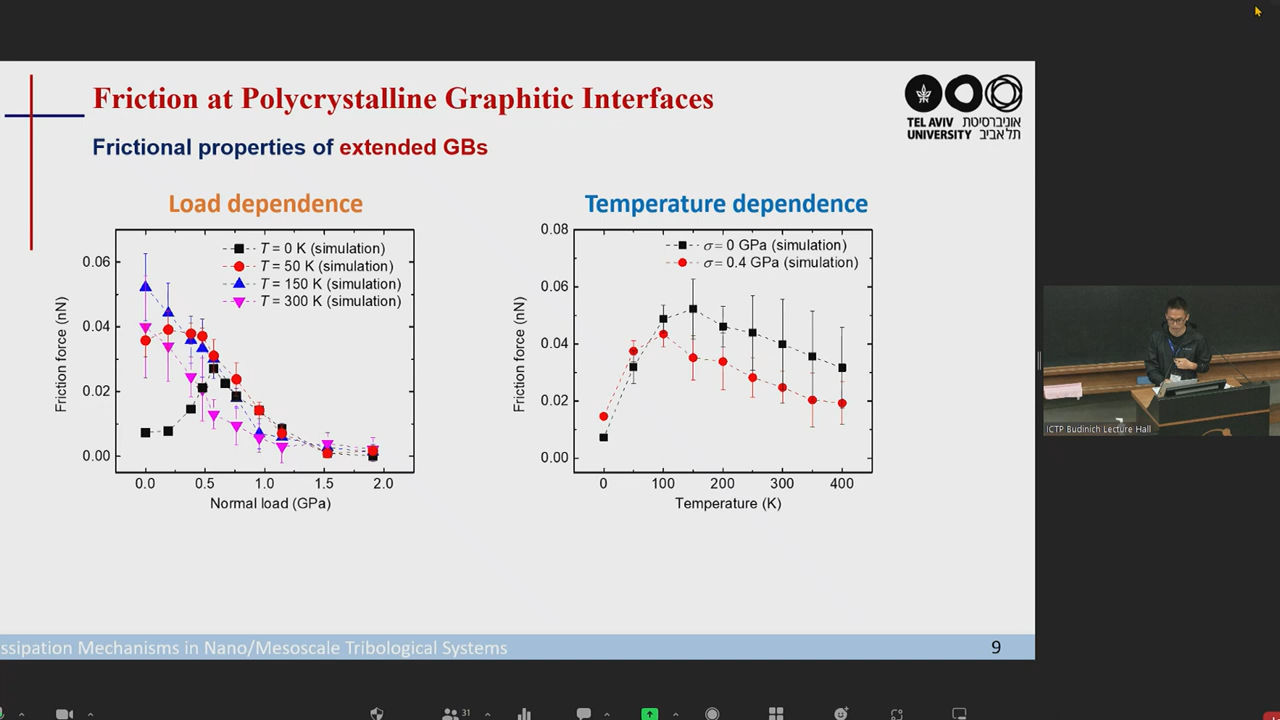 Friction at Polycrystalline Graphitic Interfaces
TEL AVIV אוניברסיטת
UNIVERSITY תל אביב
Frictional properties of extended GBs
Load dependence
T = 0 K (simulation)
T = 50 K (simulation)
T = 150 K (simulation)
T = 300 K (simulation)
Friction force (nN)
0.06
0.04
0.02
0.00
0.0 0.5 1.0 1.5 2.0
Normal load (GPa)
Temperature dependence
σ = 0 GPa (simulation)
σ = 0.4 GPa (simulation)
Friction force (nN)
0.08
0.06
0.04
0.02
0.00
0 100 200 300 400
Temperature (K)
ICTP Budinich Lecture Hall
ssipation Mechanisms in Nano/Mesoscale Tribological Systems
9
31